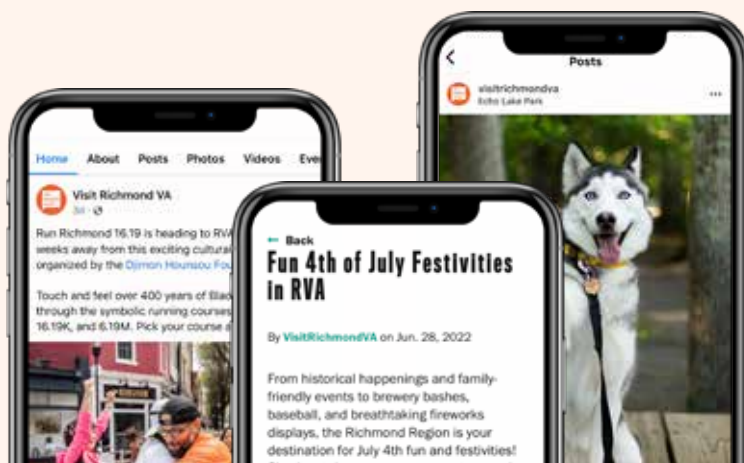 Home About Posts Photos Videos
Visit Richmond VA
3d
Run Richmond 16.19 is heading to RVA
weeks away from this exciting cultural
organized by the Djimon Hounsou
Touch and feel over 400 years of
through the symbolic running courses
16.19K, and 6.19M. Pick your course
Back
Fun 4th of July Festivities
in RVA
By VisitRichmondVA on Jun. 28, 2022
From historical happenings and family-
friendly events to brewery bashes,
baseball, and breathtaking fireworks
displays, the Richmond Region is your
destination for July 4th fun and festivities!
Posts
visitrichmondva
Echo Lake Park